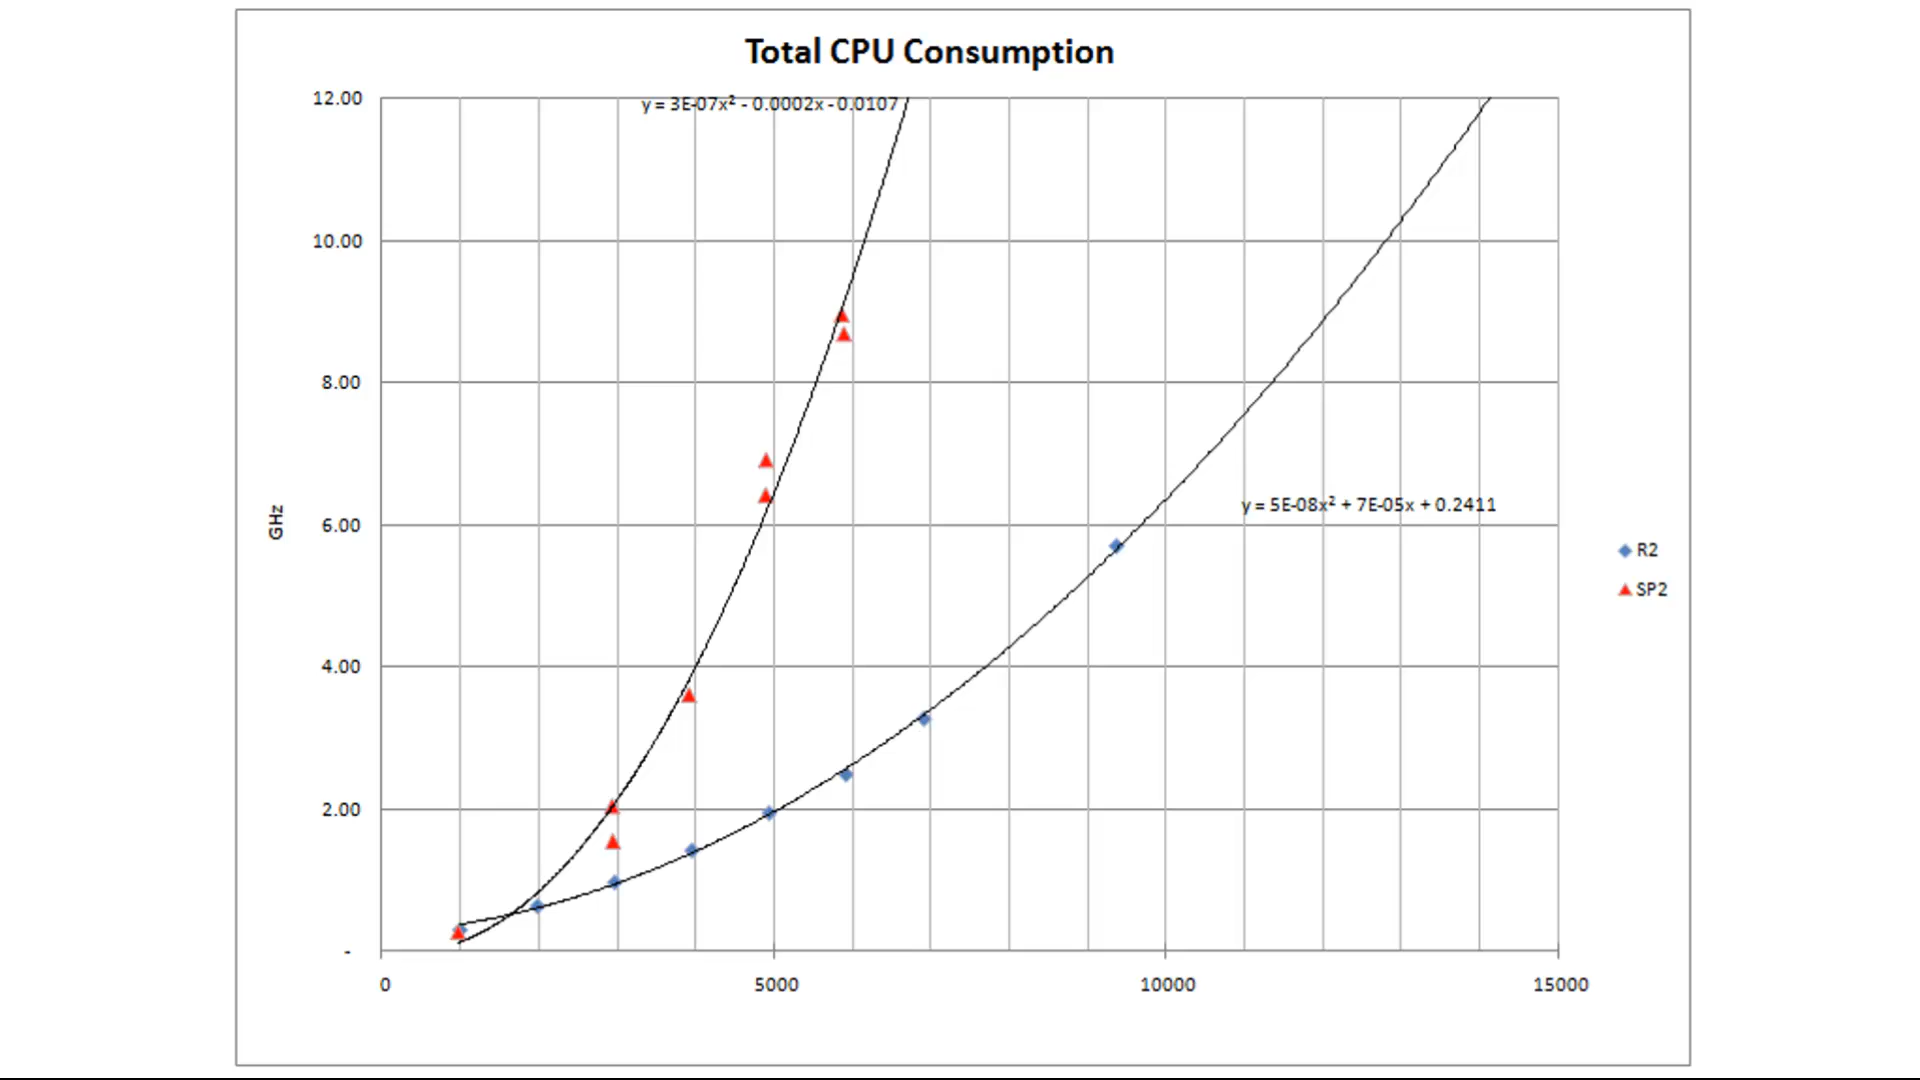 Total CPU Consumption
y = 3E-07x² - 0.0002x - 0.0107
12.00
10.00
8.00
6.00
4.00
2.00
-
GHz
y = 5E-08x² + 7E-05x + 0.2411
R2
SP2
0
5000
10000
15000